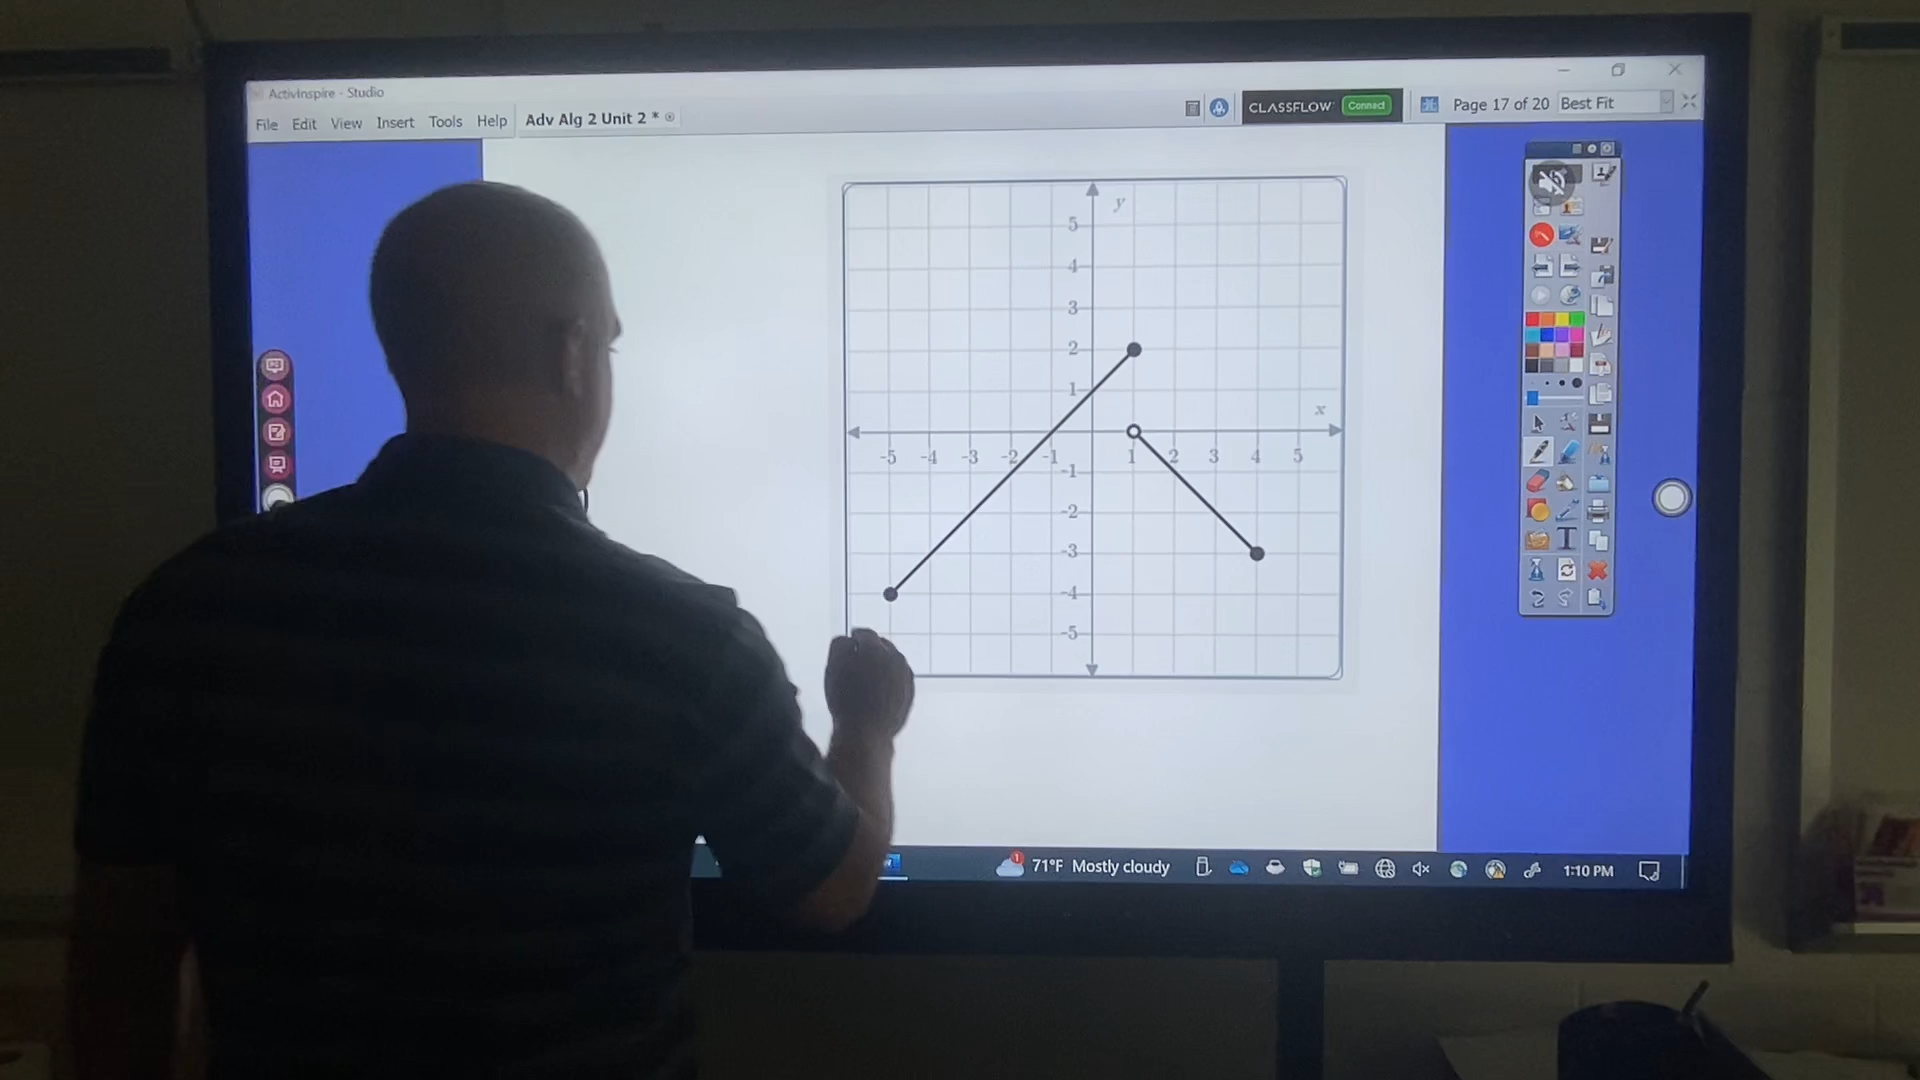 ActivInspire - Studio
File Edit View Insert Tools Help Adv Alg 2 Unit 2 *
CLASSFLOW Connect
Page 17 of 20 Best Fit
y
5
4
3
2
1
x
-5 -4 -3 -2 -1 1 2 3 4 5
-1
-2
-3
-4
-5
T
1
71°F Mostly cloudy
1:10 PM